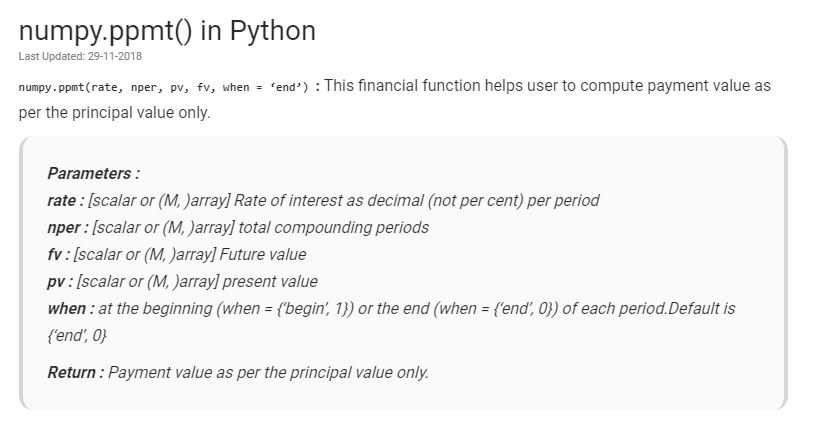 numpy.ppmt() in Python
Last Updated: 29-11-2018
numpy.ppmt(rate, nper, pv, fv, when = ‘end’) : This financial function helps user to compute payment value as
per the principal value only.
Parameters :
rate : [scalar or (M, )array] Rate of interest as decimal (not per cent) per period
nper : [scalar or (M, )array] total compounding periods
fv : [scalar or (M, )array] Future value
pv : [scalar or (M, )array] present value
when : at the beginning (when = {‘begin’, 1}) or the end (when = {‘end’, 0}) of each period.Default is
{‘end’, 0}
Return : Payment value as per the principal value only.